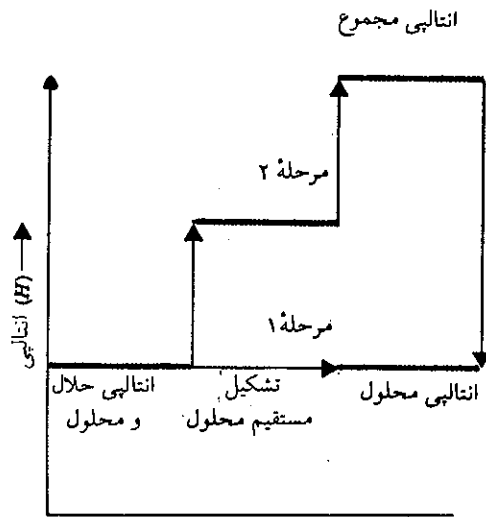 انتالپی مجموع
مرحلهٔ ۲
انتالپی (H)
مرحلهٔ ۱
انتالپی حلال
و محلول
تشکیل
مستقیم محلول
انتالپی محلول